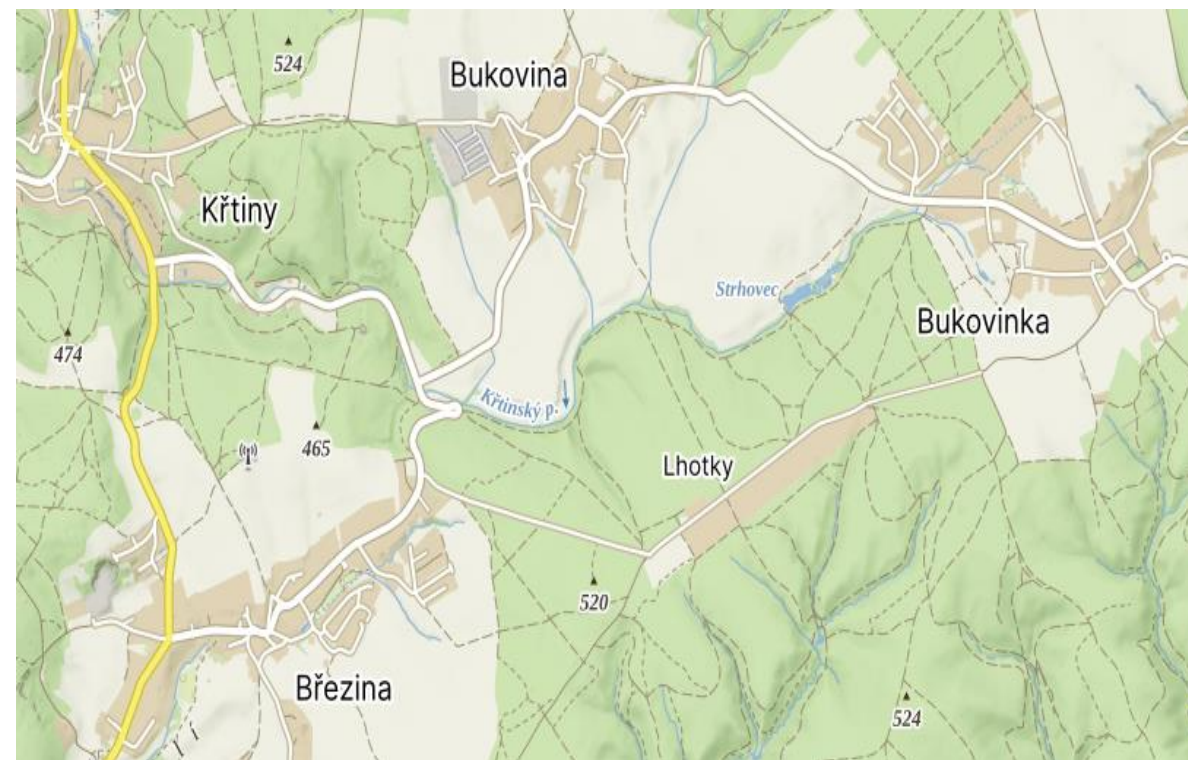 524
Bukovina
Křtiny
Strhovec
Bukovinka
474
Křtinský p.
465
Lhotky
520
Březina
524